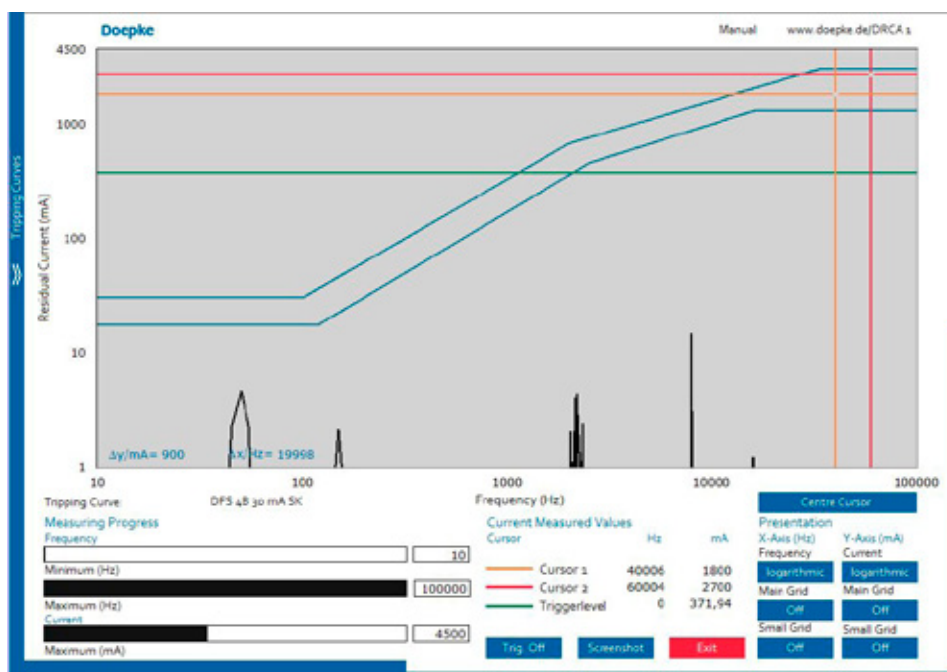 Doepke
Manual www.doepke.de/DRCA 1
Tripping Curves
Residual Current (mA)
4500
1000
100
10
1
Δy/mA= 900 Δx/Hz= 19998
10 100 1000 10000 100000
Tripping Curve: DFS 4B 30 mA SK Frequency (Hz)
Centre Cursor
Measuring Progress
Frequency
10
Minimum (Hz)
100000
Maximum (Hz)
Current
4500
Maximum (mA)
Current Measured Values
Cursor Hz mA
Cursor 1 40006 1800
Cursor 2 60004 2700
Triggerlevel 0 371,94
Trig. Off Screenshot Exit
Presentation
X-Axis (Hz) Y-Axis (mA)
Frequency Current
logarithmic logarithmic
Main Grid Main Grid
Off Off
Small Grid Small Grid
Off Off